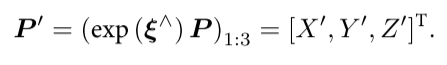 P′ = (exp (ξ^) P)₁:₃ = [X′, Y′, Z′]ᵀ.